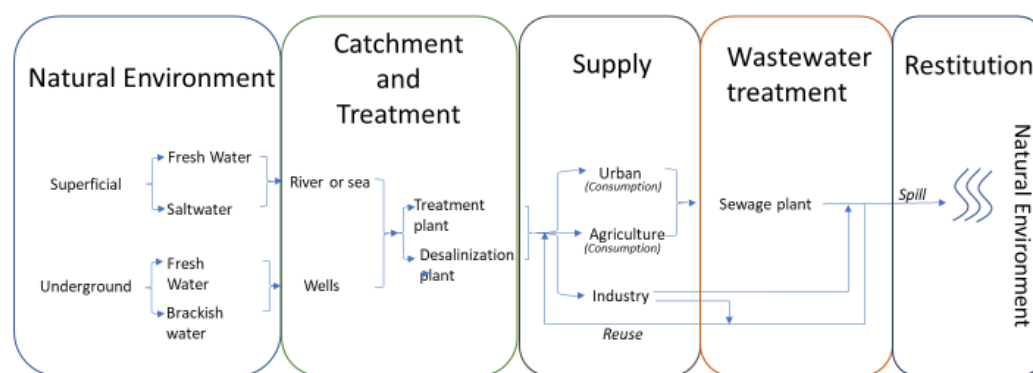 Natural Environment
Catchment
and
Treatment
Supply
Wastewater
treatment
Restitution
Superficial
Fresh Water
Saltwater
Underground
Fresh
Water
Brackish
water
River or sea
Wells
Treatment
plant
Desalinization
plant
Urban
(Consumption)
Agriculture
(Consumption)
Industry
Reuse
Sewage plant
Spill
Natural Environment